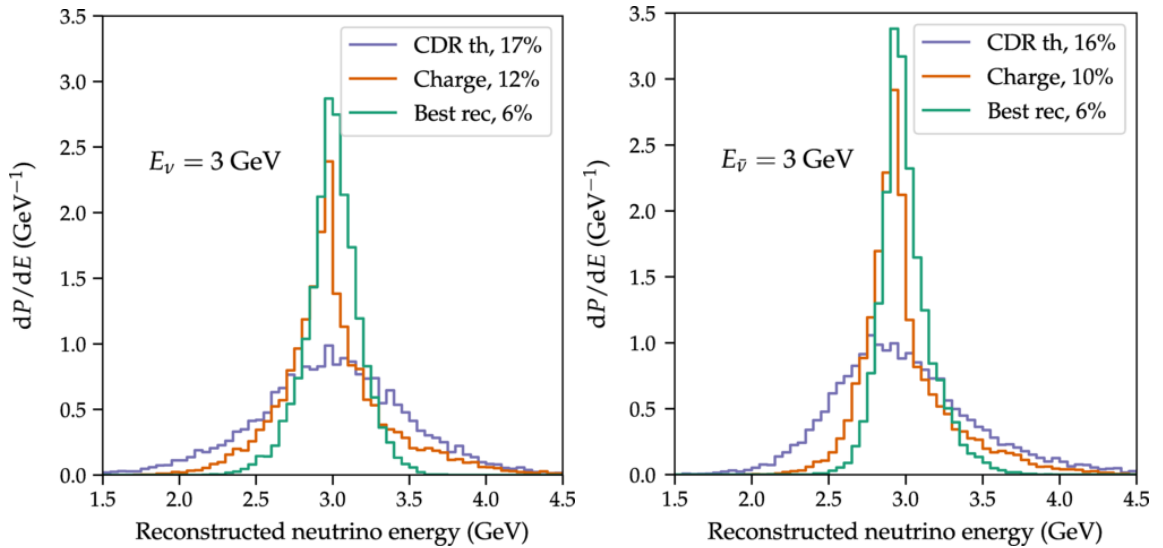 3.5
3.0
2.5
2.0
1.5
1.0
0.5
0.0
dP/dE (GeV⁻¹)
CDR th, 17%
Charge, 12%
Best rec, 6%
E_ν = 3 GeV
1.5 2.0 2.5 3.0 3.5 4.0 4.5
Reconstructed neutrino energy (GeV)
3.5
3.0
2.5
2.0
1.5
1.0
0.5
0.0
dP/dE (GeV⁻¹)
CDR th, 16%
Charge, 10%
Best rec, 6%
E_ν̄ = 3 GeV
1.5 2.0 2.5 3.0 3.5 4.0 4.5
Reconstructed neutrino energy (GeV)